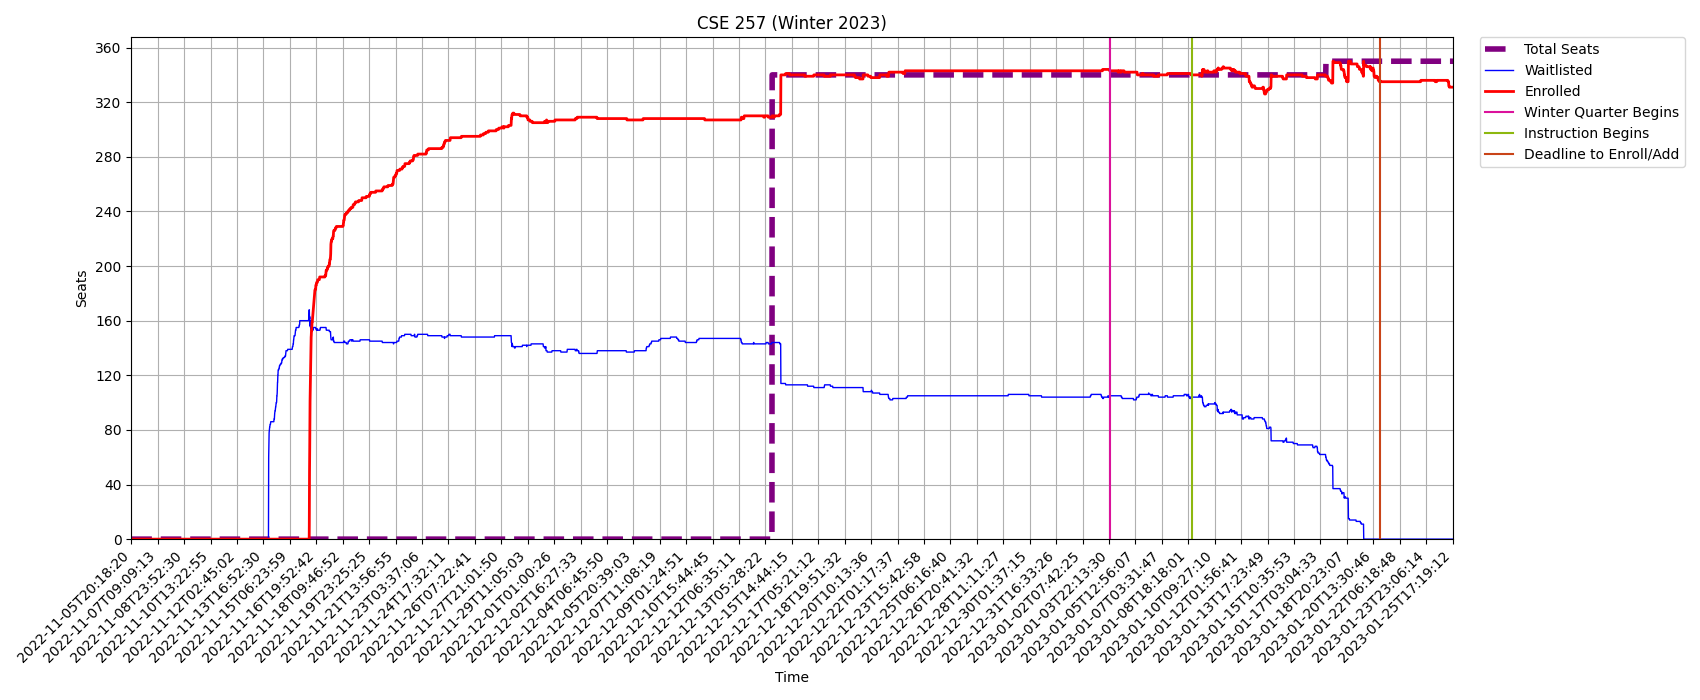 CSE 257 (Winter 2023)
Total Seats
Waitlisted
Enrolled
Winter Quarter Begins
Instruction Begins
Deadline to Enroll/Add
Seats
360
320
280
240
200
160
120
80
40
0
2022-11-05T20:18:20
2022-11-07T09:09:13
2022-11-08T23:52:30
2022-11-10T13:22:55
2022-11-12T02:45:02
2022-11-13T16:52:30
2022-11-15T06:23:59
2022-11-16T19:52:42
2022-11-18T09:46:52
2022-11-19T23:25:25
2022-11-21T13:56:55
2022-11-23T03:37:06
2022-11-24T17:32:11
2022-11-26T07:22:41
2022-11-27T21:01:50
2022-11-29T11:05:03
2022-12-01T01:00:26
2022-12-02T16:27:33
2022-12-04T06:45:50
2022-12-05T20:39:03
2022-12-07T11:08:19
2022-12-09T01:24:51
2022-12-10T15:44:45
2022-12-12T06:35:11
2022-12-13T05:28:22
2022-12-15T14:44:15
2022-12-17T05:21:12
2022-12-18T19:51:32
2022-12-20T10:13:36
2022-12-22T01:17:37
2022-12-23T15:42:58
2022-12-25T06:16:40
2022-12-26T20:41:32
2022-12-28T11:11:27
2022-12-30T01:37:15
2022-12-31T16:33:26
2023-01-02T07:42:25
2023-01-03T22:13:30
2023-01-05T12:56:07
2023-01-07T03:31:47
2023-01-08T18:18:01
2023-01-10T09:27:10
2023-01-12T01:56:41
2023-01-13T17:23:49
2023-01-15T10:35:53
2023-01-17T03:04:33
2023-01-18T20:23:07
2023-01-20T13:30:46
2023-01-22T06:18:48
2023-01-23T23:06:14
2023-01-25T17:19:12
Time